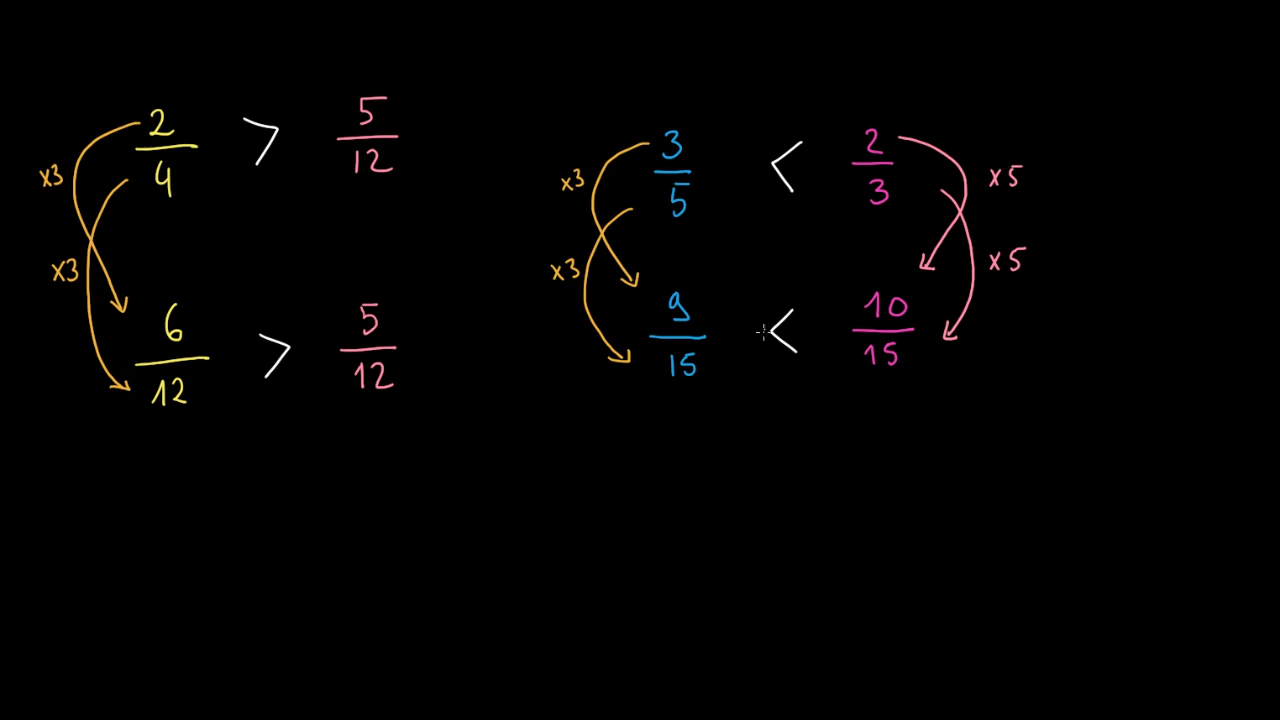 2/4 > 5/12
x3
x3
6/12 > 5/12
3/5 < 2/3
x3
x5
x3
x5
9/15 < 10/15